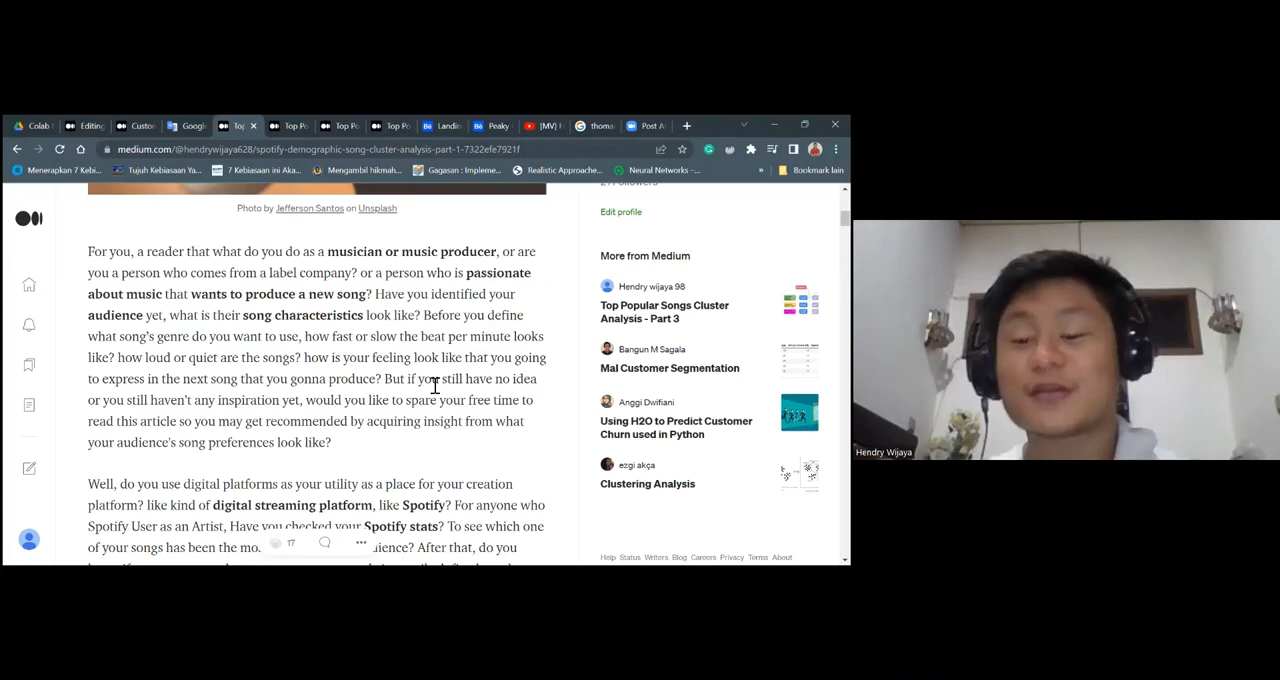 Colab
Editing
Custo
Google
To
Top Po
Top Po
Top Po
Landin
Peaky
[MV] F
thoma
Post A
medium.com/@hendrywijaya628/spotify-demographic-song-cluster-analysis-part-1-7322efe7921f
Menerapkan 7 Kebi...
Tujuh Kebiasaan Ya...
7 Kebiasaan ini Aka...
Mengambil hikmah...
Gagasan : Impleme...
Realistic Approache...
Neural Networks -...
»
Bookmark lain
Photo by Jefferson Santos on Unsplash
For you, a reader that what do you do as a musician or music producer, or are
you a person who comes from a label company? or a person who is passionate
about music that wants to produce a new song? Have you identified your
audience yet, what is their song characteristics look like? Before you define
what song's genre do you want to use, how fast or slow the beat per minute looks
like? how loud or quiet are the songs? how is your feeling look like that you going
to express in the next song that you gonna produce? But if you still have no idea
or you still haven't any inspiration yet, would you like to spare your free time to
read this article so you may get recommended by acquiring insight from what
your audience's song preferences look like?
Well, do you use digital platforms as your utility as a place for your creation
platform? like kind of digital streaming platform, like Spotify? For anyone who
Spotify User as an Artist, Have you checked your Spotify stats? To see which one
of your songs has been the mo
dience? After that, do you
17
Followers
Edit profile
More from Medium
Hendry wijaya 98
Top Popular Songs Cluster
Analysis - Part 3
Bangun M Sagala
Mal Customer Segmentation
Anggi Dwifiani
Using H2O to Predict Customer
Churn used in Python
ezgi akça
Clustering Analysis
Help Status Writers Blog Careers Privacy Terms About
Hendry Wijaya